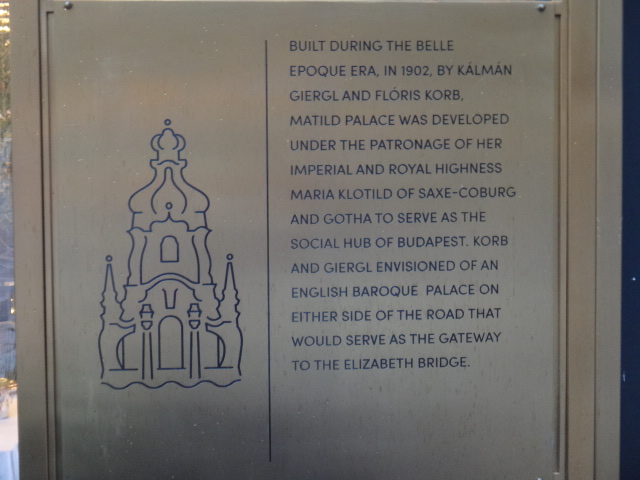 BUILT DURING THE BELLE
EPOQUE ERA, IN 1902, BY KÁLMÁN
GIERGL AND FLÓRIS KORB,
MATILD PALACE WAS DEVELOPED
UNDER THE PATRONAGE OF HER
IMPERIAL AND ROYAL HIGHNESS
MARIA KLOTILD OF SAXE-COBURG
AND GOTHA TO SERVE AS THE
SOCIAL HUB OF BUDAPEST. KORB
AND GIERGL ENVISIONED OF AN
ENGLISH BAROQUE PALACE ON
EITHER SIDE OF THE ROAD THAT
WOULD SERVE AS THE GATEWAY
TO THE ELIZABETH BRIDGE.